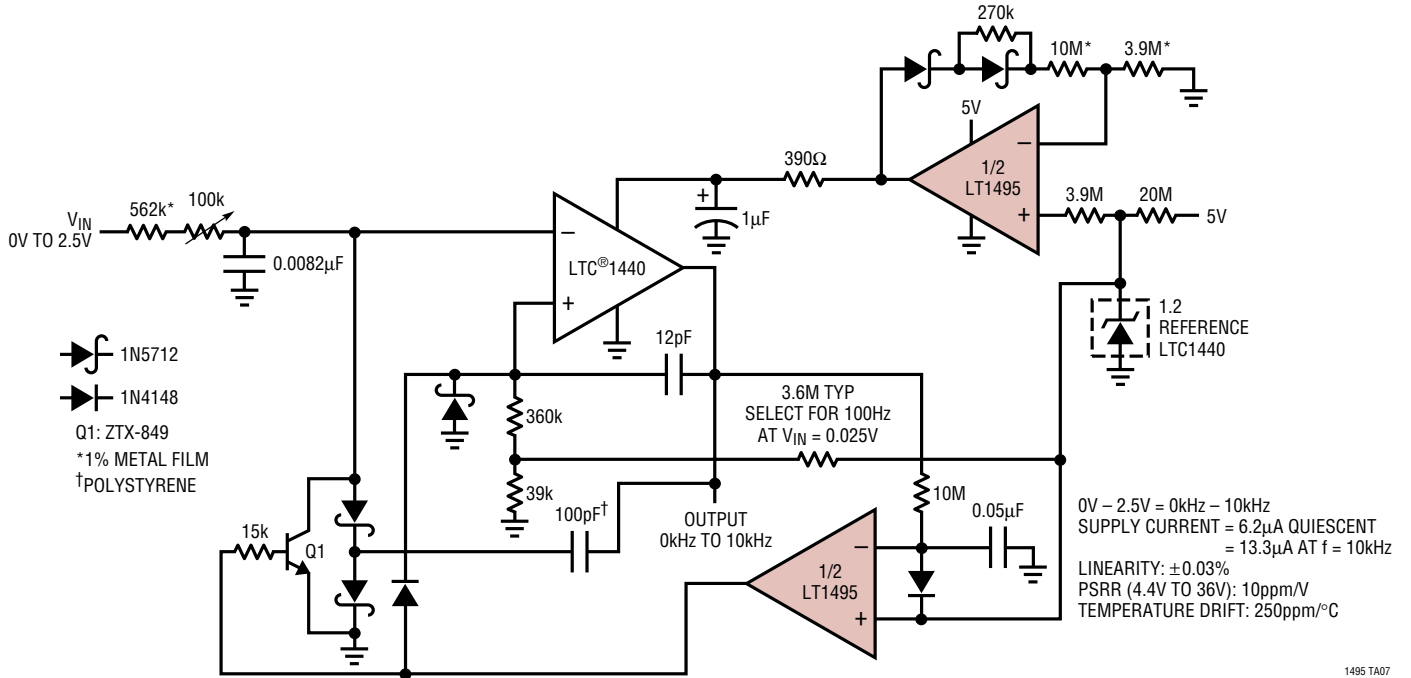 270k
10M*
3.9M*
5V
390Ω
–
1/2
LT1495
+
3.9M
20M
5V
562k*
100k
VIN
0V TO 2.5V
0.0082µF
+
1µF
–
LTC®1440
+
1.2
REFERENCE
LTC1440
12pF
1N5712
1N4148
Q1: ZTX-849
*1% METAL FILM
†POLYSTYRENE
360k
3.6M TYP
SELECT FOR 100Hz
AT VIN = 0.025V
39k
100pF†
OUTPUT
0kHz TO 10kHz
10M
0.05µF
15k
Q1
–
1/2
LT1495
+
0V – 2.5V = 0kHz – 10kHz
SUPPLY CURRENT = 6.2µA QUIESCENT
= 13.3µA AT f = 10kHz
LINEARITY: ±0.03%
PSRR (4.4V TO 36V): 10ppm/V
TEMPERATURE DRIFT: 250ppm/°C
1495 TA07